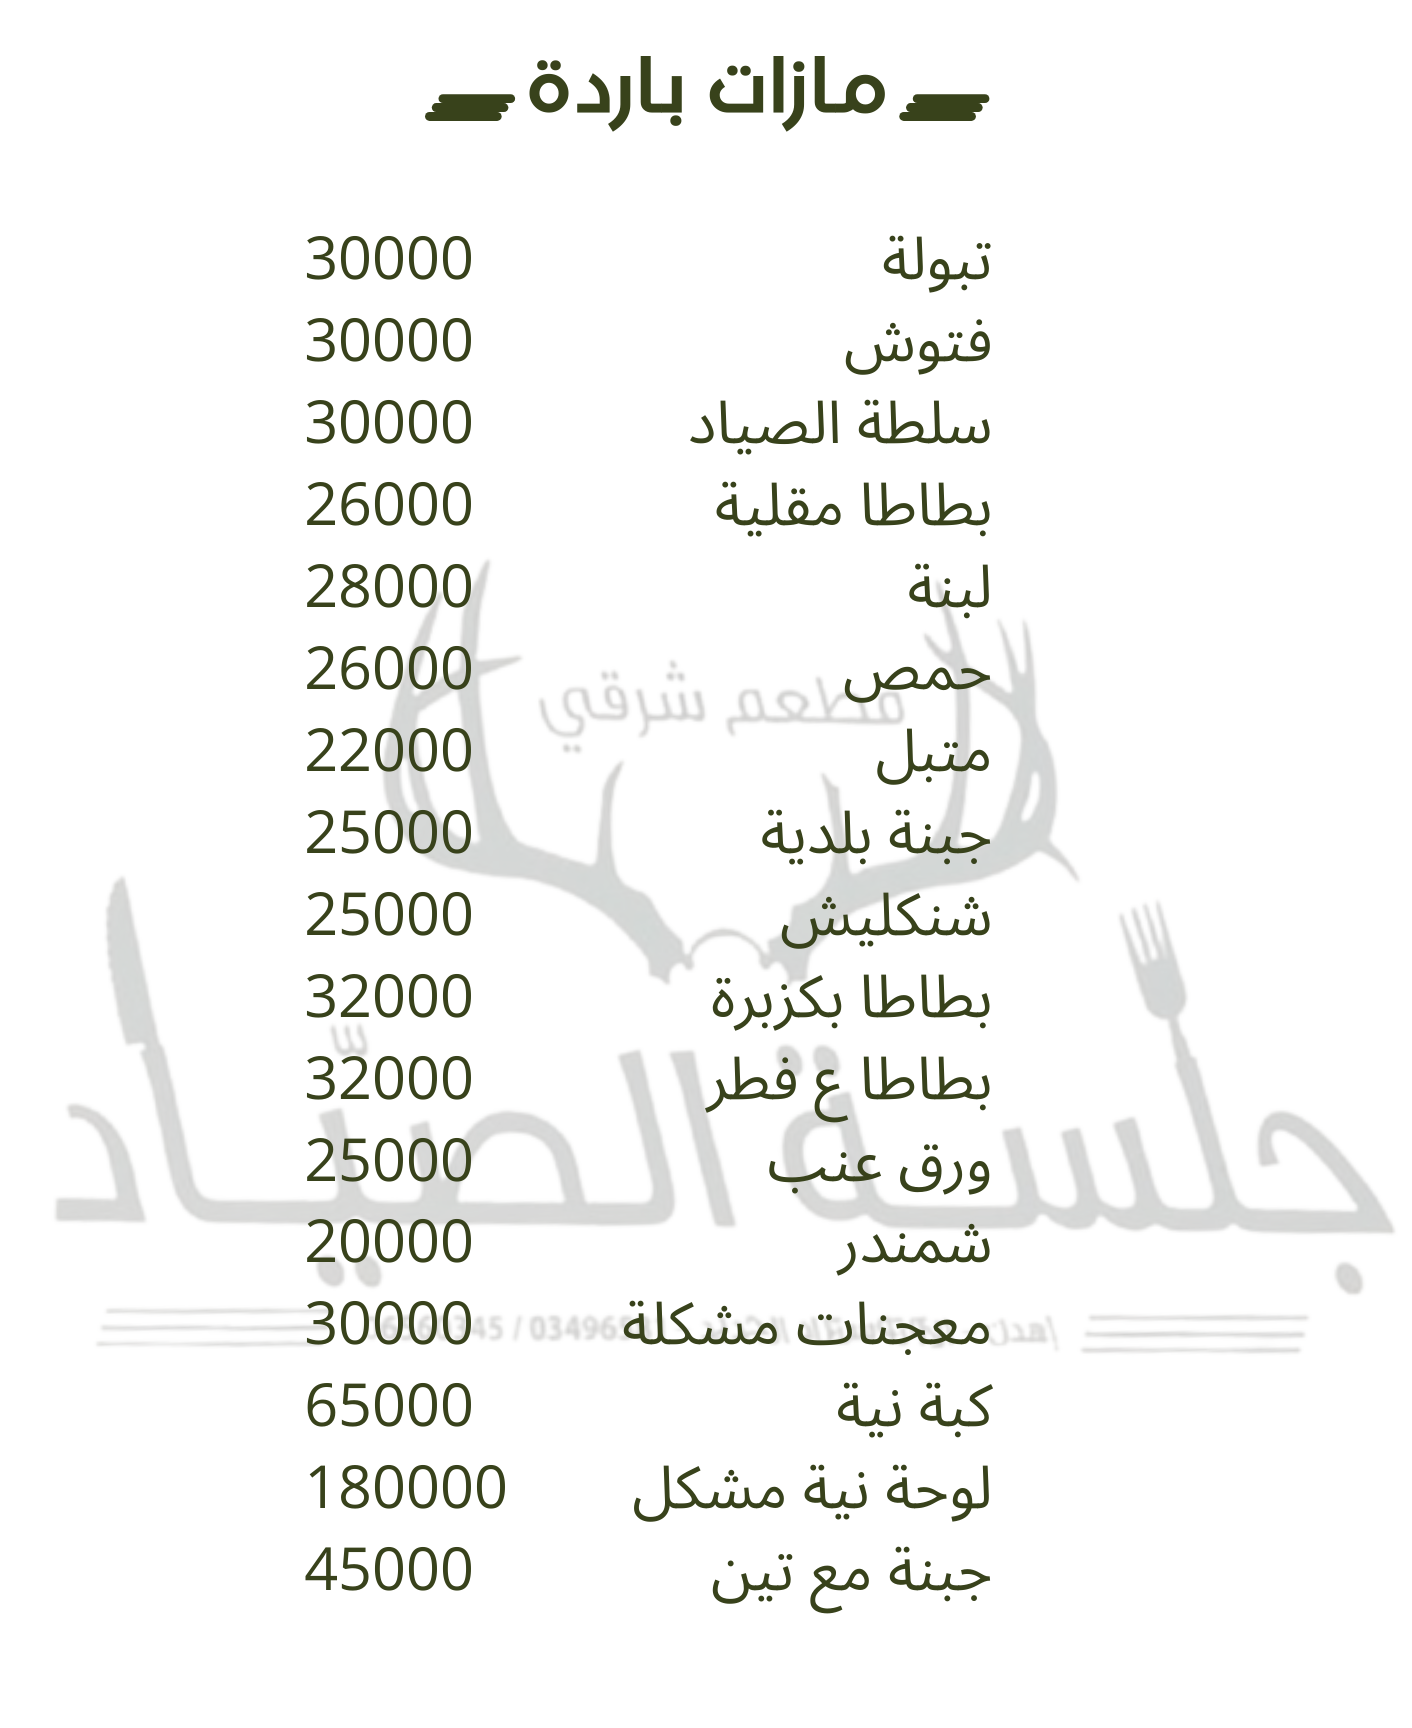 مازات باردة
تبولة 30000
فتوش 30000
سلطة الصياد 30000
بطاطا مقلية 26000
لبنة 28000
حمص 26000
مطعم شرقي
متبل 22000
جبنة بلدية 25000
شنكليش 25000
بطاطا بكزبرة 32000
بطاطا ع فطر 32000
جلسة الصيّاد
ورق عنب 25000
شمندر 20000
معجنات مشكلة 30000
كبة نية 65000
لوحة نية مشكل 180000
جبنة مع تين 45000